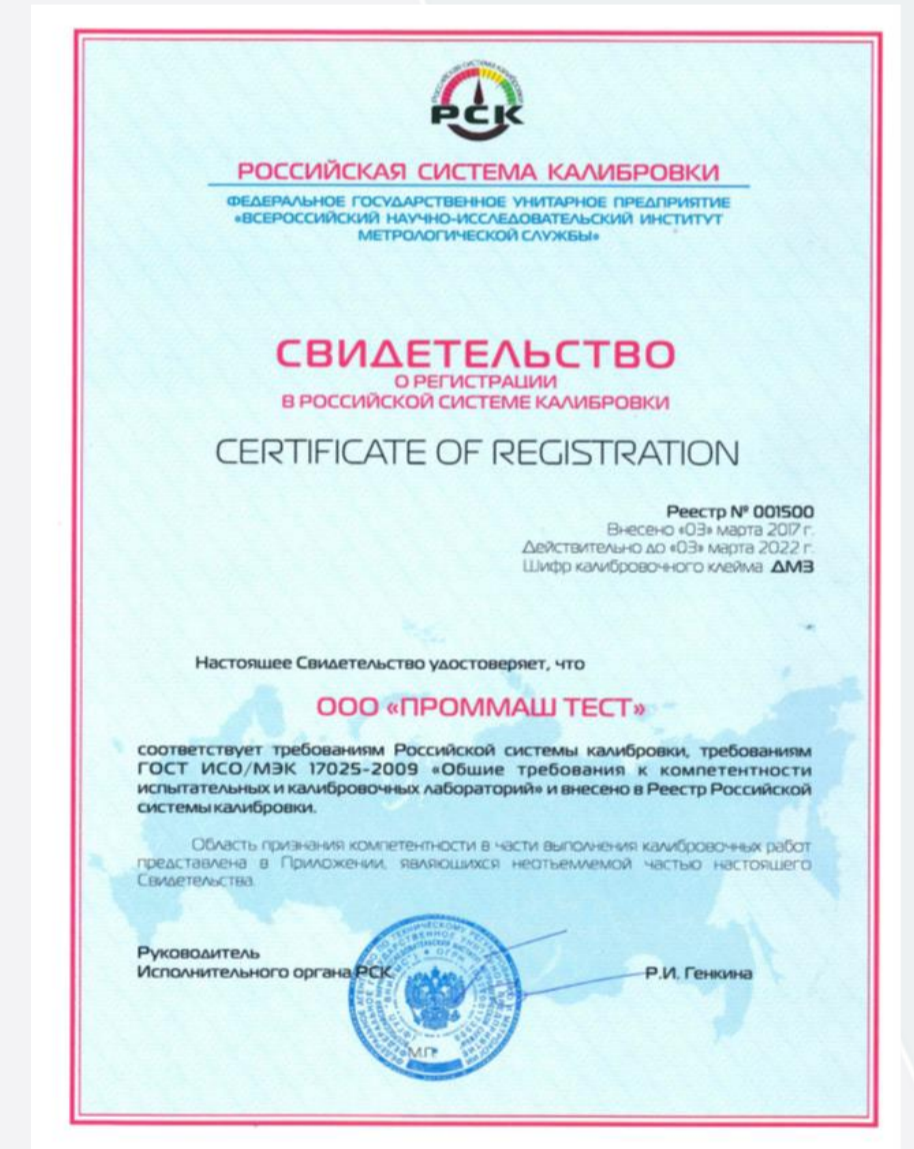 РОССИЙСКАЯ СИСТЕМА КАЛИБРОВКИ
РСК
РОССИЙСКАЯ СИСТЕМА КАЛИБРОВКИ
ФЕДЕРАЛЬНОЕ ГОСУДАРСТВЕННОЕ УНИТАРНОЕ ПРЕДПРИЯТИЕ
«ВСЕРОССИЙСКИЙ НАУЧНО-ИССЛЕДОВАТЕЛЬСКИЙ ИНСТИТУТ
МЕТРОЛОГИЧЕСКОЙ СЛУЖБЫ»
СВИДЕТЕЛЬСТВО
О РЕГИСТРАЦИИ
В РОССИЙСКОЙ СИСТЕМЕ КАЛИБРОВКИ
CERTIFICATE OF REGISTRATION
Реестр № 001500
Внесено «03» марта 2017 г.
Действительно до «03» марта 2022 г.
Шифр калибровочного клейма ДМЗ
Настоящее Свидетельство удостоверяет, что
ООО «ПРОММАШ ТЕСТ»
соответствует требованиям Российской системы калибровки, требованиям
ГОСТ ИСО/МЭК 17025-2009 «Общие требования к компетентности
испытательных и калибровочных лабораторий» и внесено в Реестр Российской
системы калибровки.
Область признания компетентности в части выполнения калибровочных работ
представлена в Приложении, являющихся неотъемлемой частью настоящего
Свидетельства.
Руководитель
Исполнительного органа РСК
Р.И. Генкина
М.П.